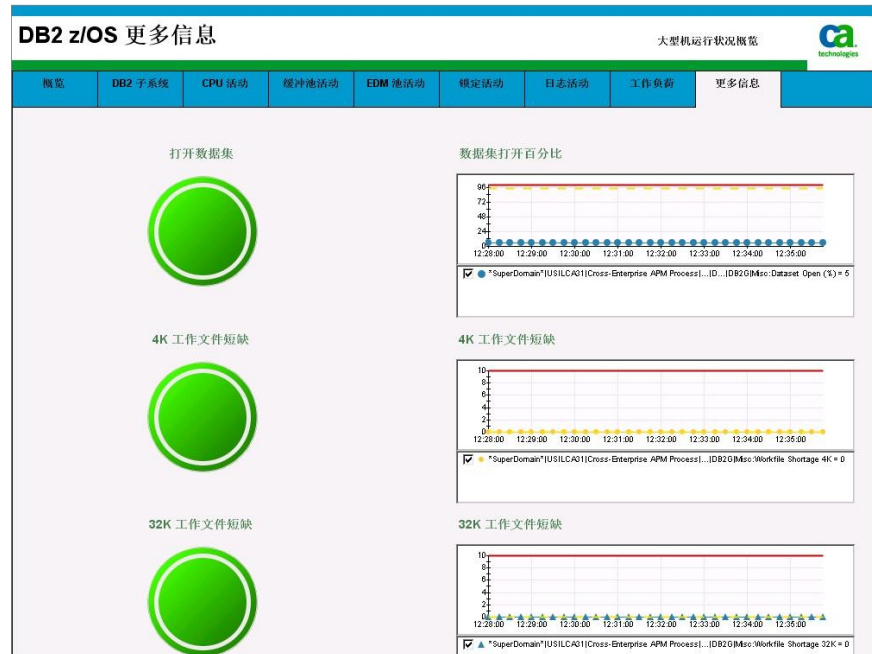 DB2 z/OS 更多信息
大型机运行状况概览
ca
technologies
概览 DB2 子系统 CPU 活动 缓冲池活动 EDM 池活动 锁定活动 日志活动 工作负荷 更多信息
打开数据集
数据集打开百分比
96
72
48
24
0
12:28:00 12:29:00 12:30:00 12:31:00 12:32:00 12:33:00 12:34:00 12:35:00
*SuperDomain*|USILCA31|Cross-Enterprise APM Process|...|D...|DB2G|Misc:Dataset Open (%) = 5
4K 工作文件短缺
4K 工作文件短缺
10
8
6
4
2
0
12:28:00 12:29:00 12:30:00 12:31:00 12:32:00 12:33:00 12:34:00 12:35:00
*SuperDomain*|USILCA31|Cross-Enterprise APM Process|...|DB2G|Misc:Workfile Shortage 4K = 0
32K 工作文件短缺
32K 工作文件短缺
10
8
6
4
2
0
12:28:00 12:29:00 12:30:00 12:31:00 12:32:00 12:33:00 12:34:00 12:35:00
*SuperDomain*|USILCA31|Cross-Enterprise APM Process|...|DB2G|Misc:Workfile Shortage 32K = 0